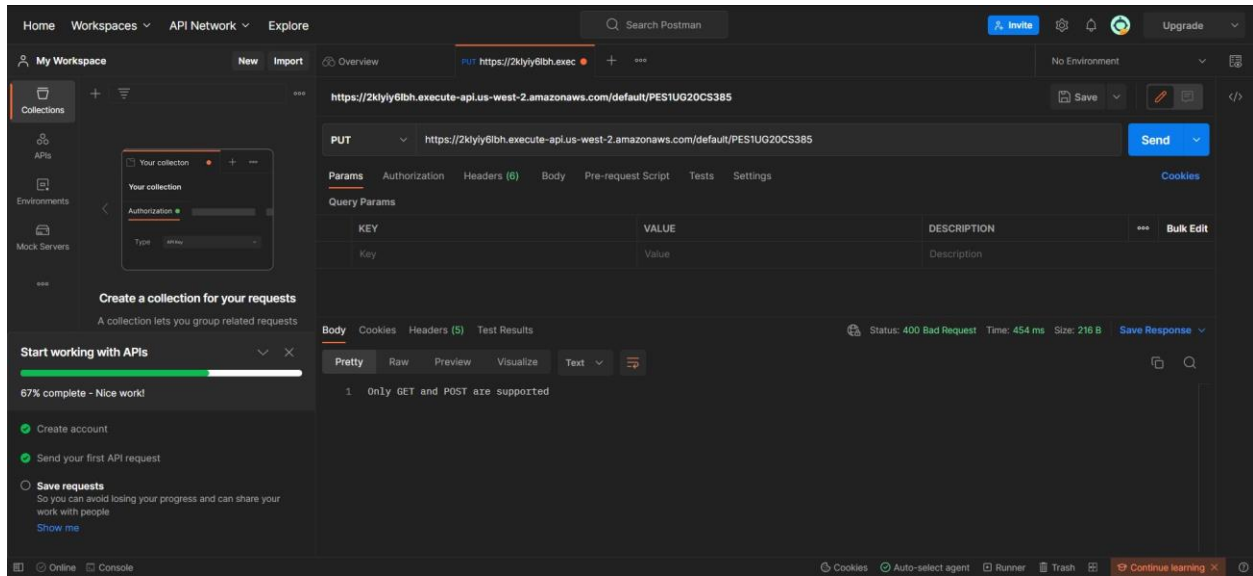 Home Workspaces API Network Explore Search Postman Invite Upgrade
My Workspace New Import Overview PUT https://2klyiy6lbh.exec No Environment
Collections
APIs
Environments
Mock Servers
Your collecton
Your collection
Authorization
Type API Key
Create a collection for your requests
A collection lets you group related requests
https://2klyiy6lbh.execute-api.us-west-2.amazonaws.com/default/PES1UG20CS385 Save
PUT https://2klyiy6lbh.execute-api.us-west-2.amazonaws.com/default/PES1UG20CS385 Send
Params Authorization Headers (6) Body Pre-request Script Tests Settings Cookies
Query Params
KEY VALUE DESCRIPTION Bulk Edit
Key Value Description
Body Cookies Headers (5) Test Results Status: 400 Bad Request Time: 454 ms Size: 216 B Save Response
Pretty Raw Preview Visualize Text
1 Only GET and POST are supported
Start working with APIs
67% complete - Nice work!
Create account
Send your first API request
Save requests
So you can avoid losing your progress and can share your
work with people
Show me
Online Console Cookies Auto-select agent Runner Trash Continue learning